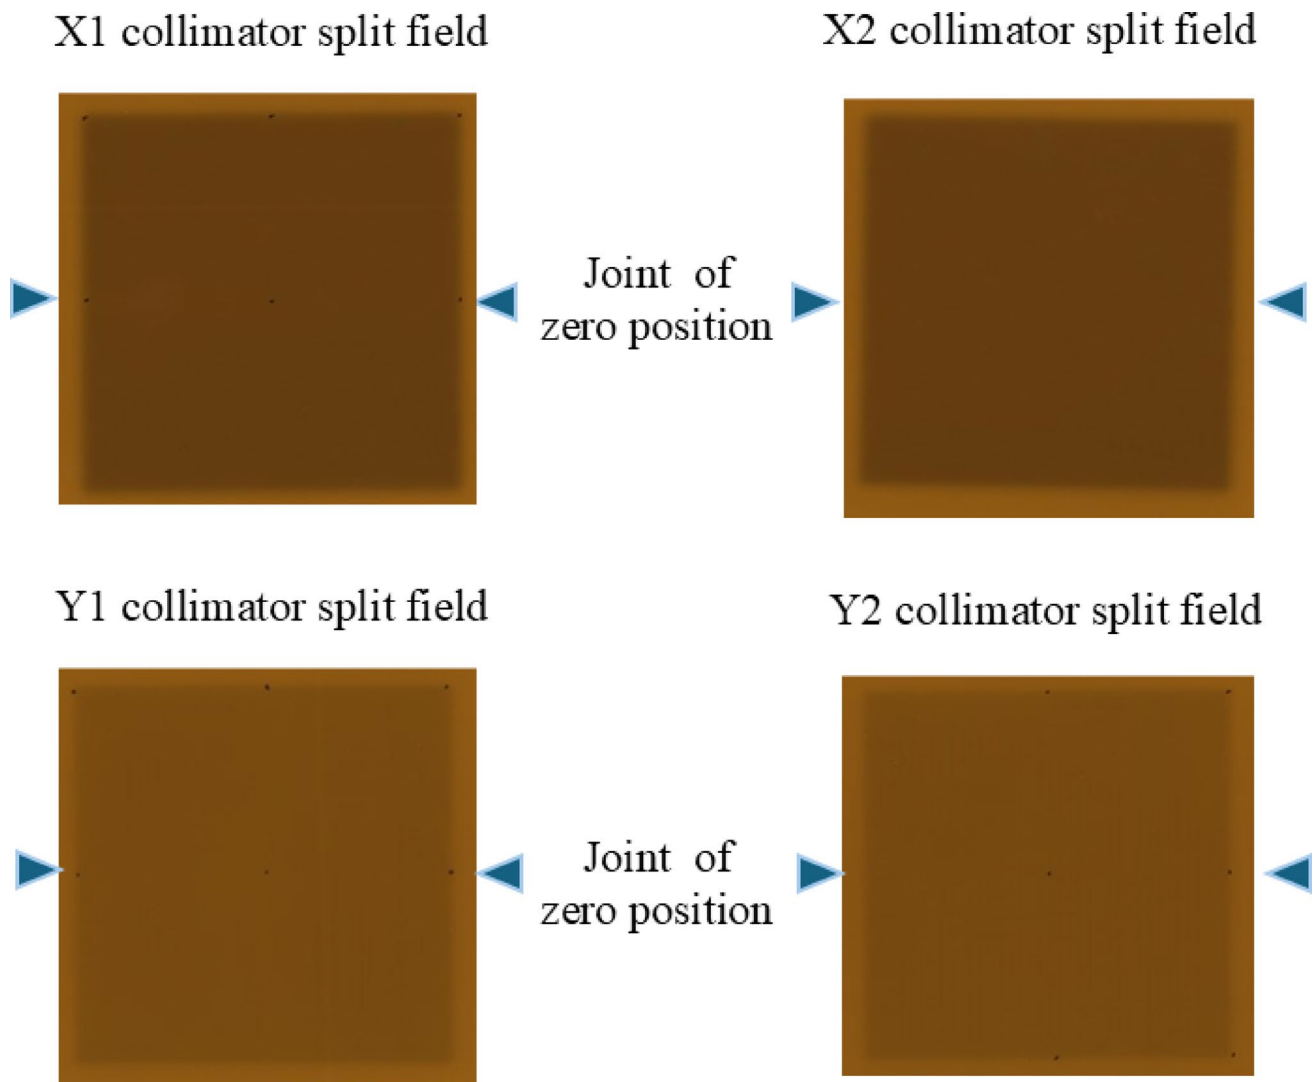 X1 collimator split field
X2 collimator split field
Joint of
zero position
Y1 collimator split field
Y2 collimator split field
Joint of
zero position